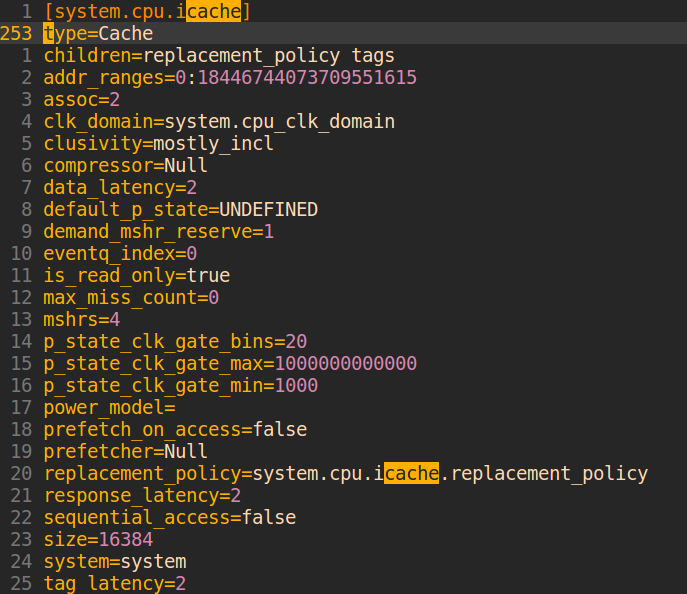 1 [system.cpu.icache]
253 type=Cache
1 children=replacement_policy tags
2 addr_ranges=0:18446744073709551615
3 assoc=2
4 clk_domain=system.cpu_clk_domain
5 clusivity=mostly_incl
6 compressor=Null
7 data_latency=2
8 default_p_state=UNDEFINED
9 demand_mshr_reserve=1
10 eventq_index=0
11 is_read_only=true
12 max_miss_count=0
13 mshrs=4
14 p_state_clk_gate_bins=20
15 p_state_clk_gate_max=1000000000000
16 p_state_clk_gate_min=1000
17 power_model=
18 prefetch_on_access=false
19 prefetcher=Null
20 replacement_policy=system.cpu.icache.replacement_policy
21 response_latency=2
22 sequential_access=false
23 size=16384
24 system=system
25 tag_latency=2